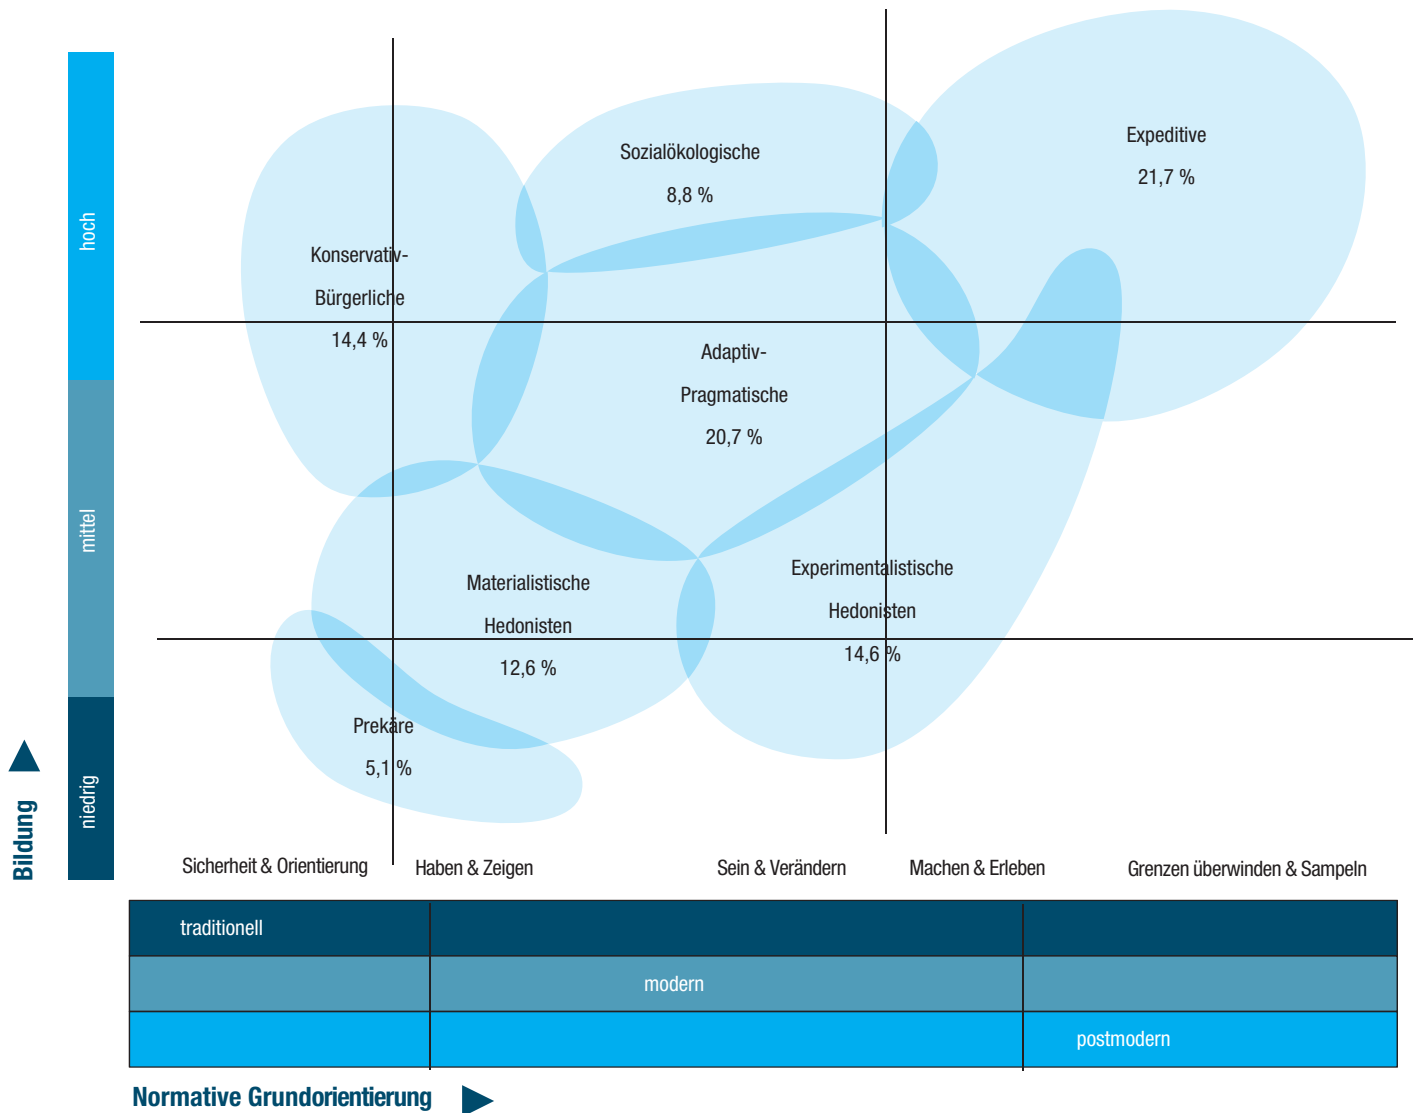 Expeditive
21,7 %
Sozialökologische
8,8 %
Konservativ-
Bürgerliche
14,4 %
Adaptiv-
Pragmatische
20,7 %
Materialistische
Hedonisten
12,6 %
Experimentalistische
Hedonisten
14,6 %
Prekäre
5,1 %
hoch
mittel
niedrig
Bildung
Sicherheit & Orientierung
Haben & Zeigen
Sein & Verändern
Machen & Erleben
Grenzen überwinden & Sampeln
traditionell
modern
postmodern
Normative Grundorientierung